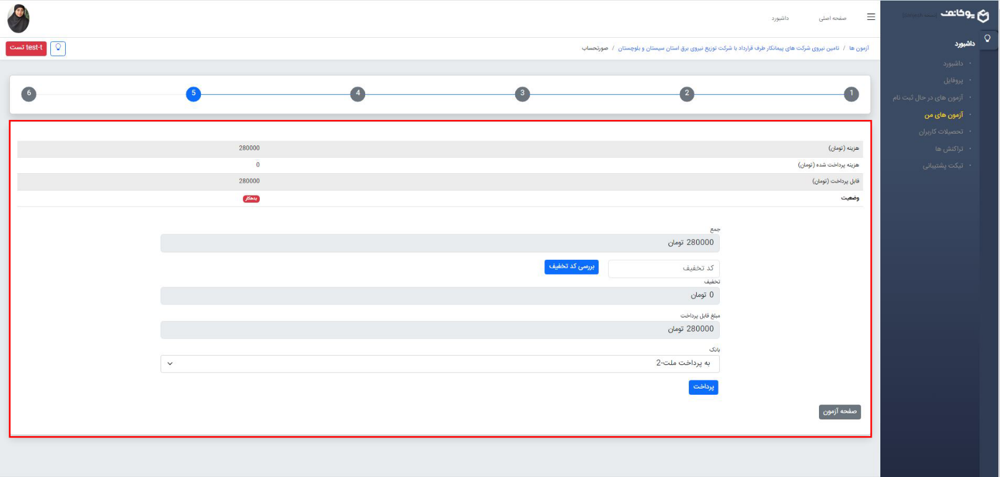 یوکانت
صفحه اصلی
داشبورد
داشبورد
داشبورد
پروفایل
آزمون های در حال ثبت نام
آزمون های من
تحصیلات کاربران
تراکنش ها
تیکت پشتیبانی
آزمون ها / تامین نیروی شرکت های پیمانکار طرف قرارداد با شرکت توزیع نیروی برق استان سیستان و بلوچستان / صورتحساب
test-t تست
1 2 3 4 5 6
هزینه (تومان) 280000
هزینه پرداخت شده (تومان) 0
قابل پرداخت (تومان) 280000
وضعیت بدهکار
جمع
280000 تومان
کد تخفیف بررسی کد تخفیف
تخفیف
0 تومان
مبلغ قابل پرداخت
280000 تومان
بانک
به پرداخت ملت-2
پرداخت
صفحه آزمون